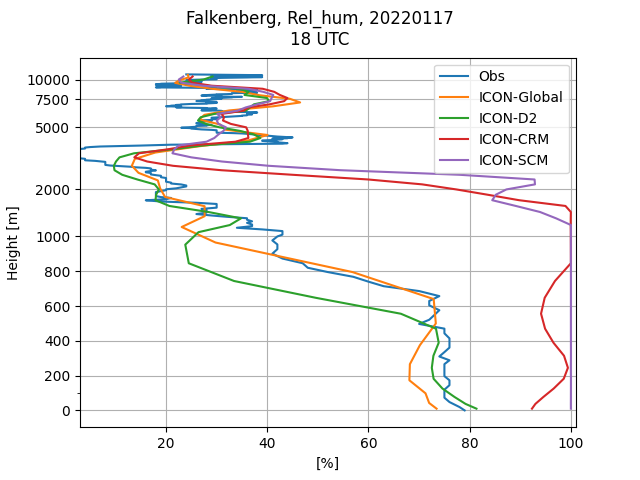 Falkenberg, Rel_hum, 20220117
18 UTC
Obs
ICON-Global
ICON-D2
ICON-CRM
ICON-SCM
10000
7500
5000
2000
1000
800
600
400
200
0
Height [m]
20 40 60 80 100
[%]